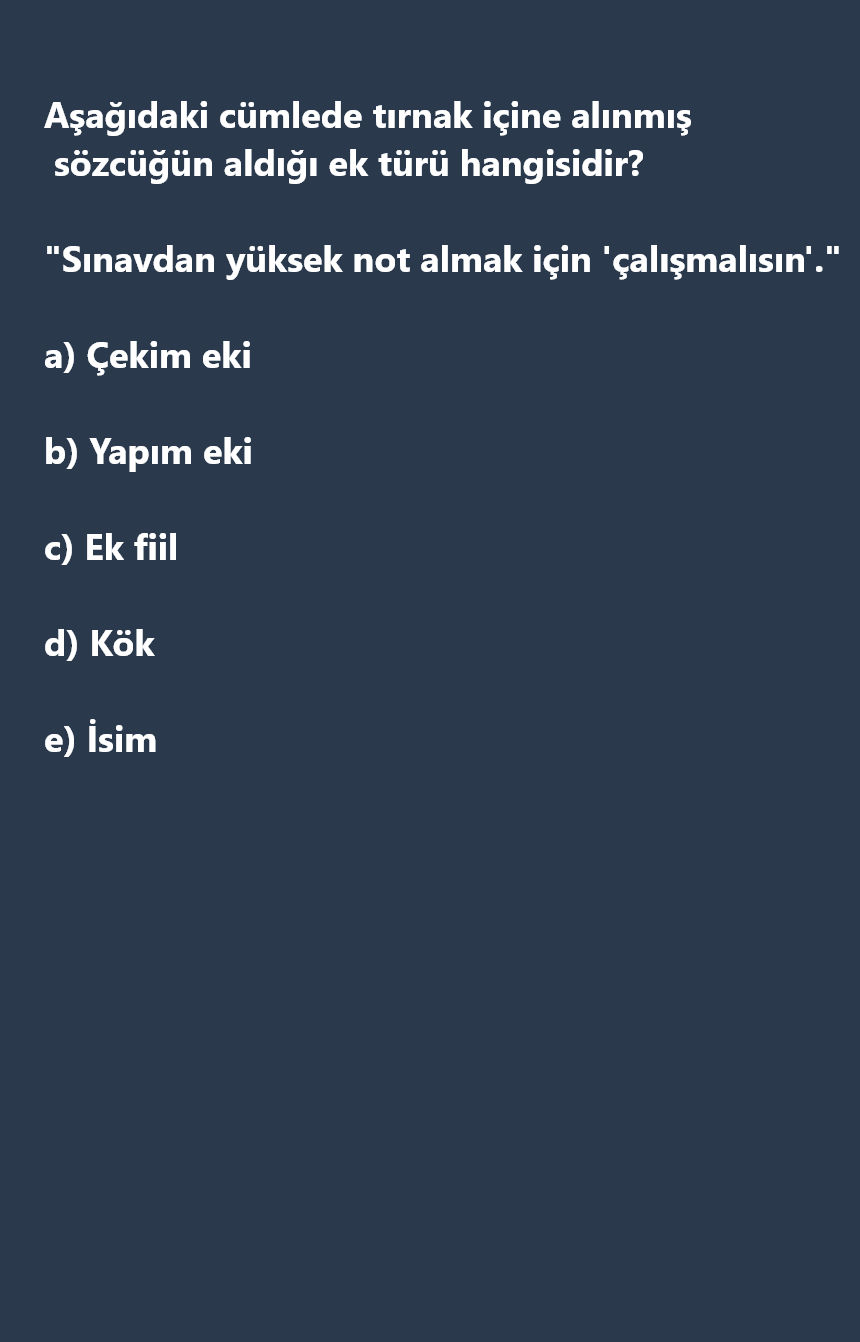 Aşağıdaki cümlede tırnak içine alınmış
sözcüğün aldığı ek türü hangisidir?
"Sınavdan yüksek not almak için 'çalışmalısın'."
a) Çekim eki
b) Yapım eki
c) Ek fiil
d) Kök
e) İsim